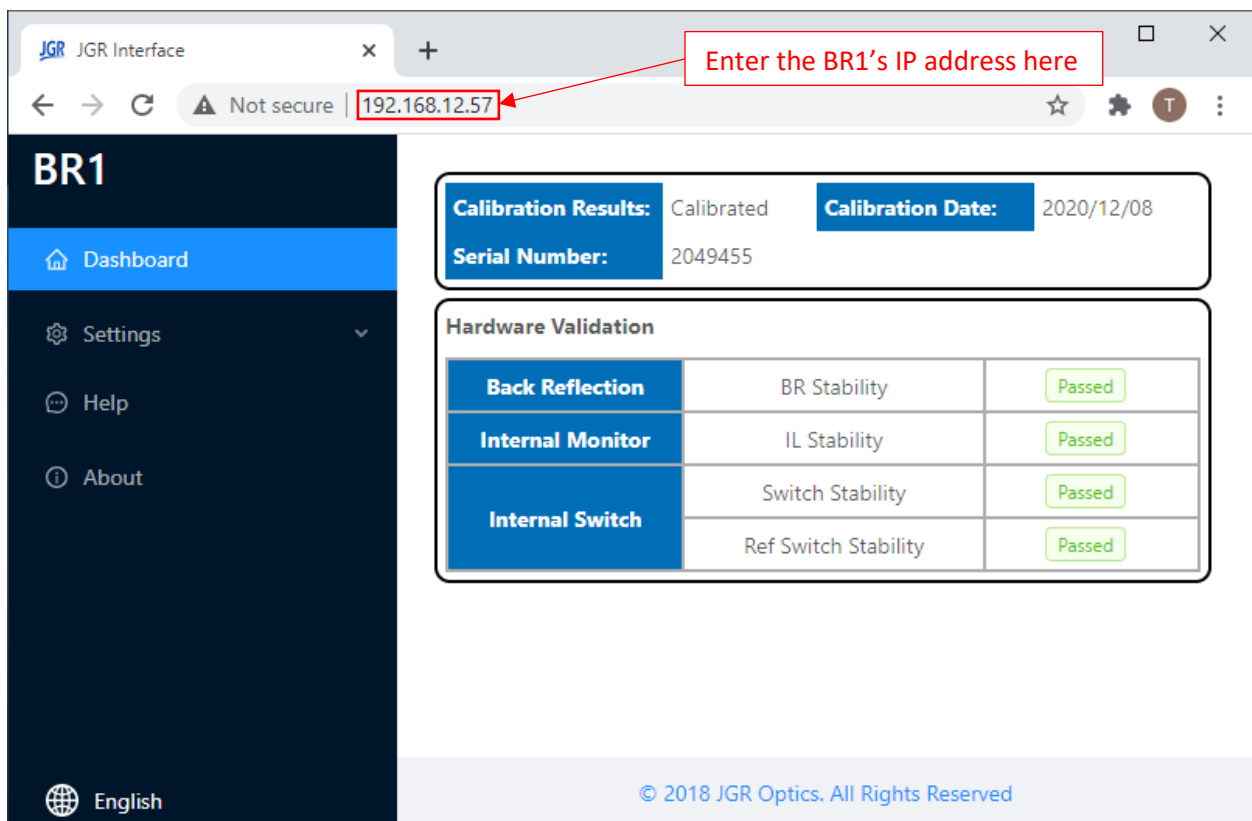 JGR JGR Interface
Enter the BR1's IP address here
Not secure | 192.168.12.57
T
BR1
Dashboard
Settings
Help
About
English
Calibration Results: Calibrated Calibration Date: 2020/12/08
Serial Number: 2049455
Hardware Validation
Back Reflection BR Stability Passed
Internal Monitor IL Stability Passed
Internal Switch Switch Stability Passed
Ref Switch Stability Passed
© 2018 JGR Optics. All Rights Reserved